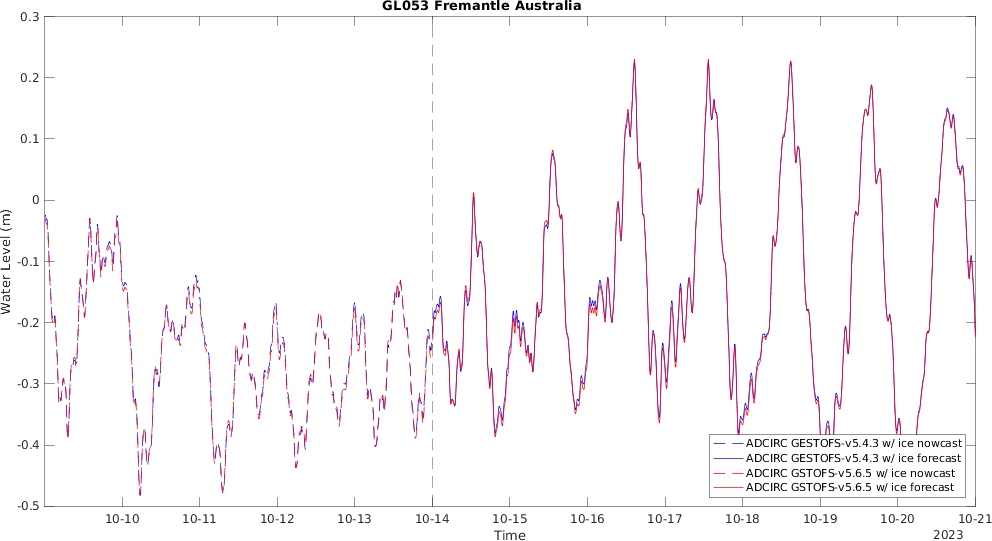 GL053 Fremantle Australia
Water Level (m)
0.3
0.2
0.1
0
-0.1
-0.2
-0.3
-0.4
-0.5
10-10 10-11 10-12 10-13 10-14 10-15 10-16 10-17 10-18 10-19 10-20 10-21
Time
2023
ADCIRC GESTOFS-v5.4.3 w/ ice nowcast
ADCIRC GESTOFS-v5.4.3 w/ ice forecast
ADCIRC GSTOFS-v5.6.5 w/ ice nowcast
ADCIRC GSTOFS-v5.6.5 w/ ice forecast